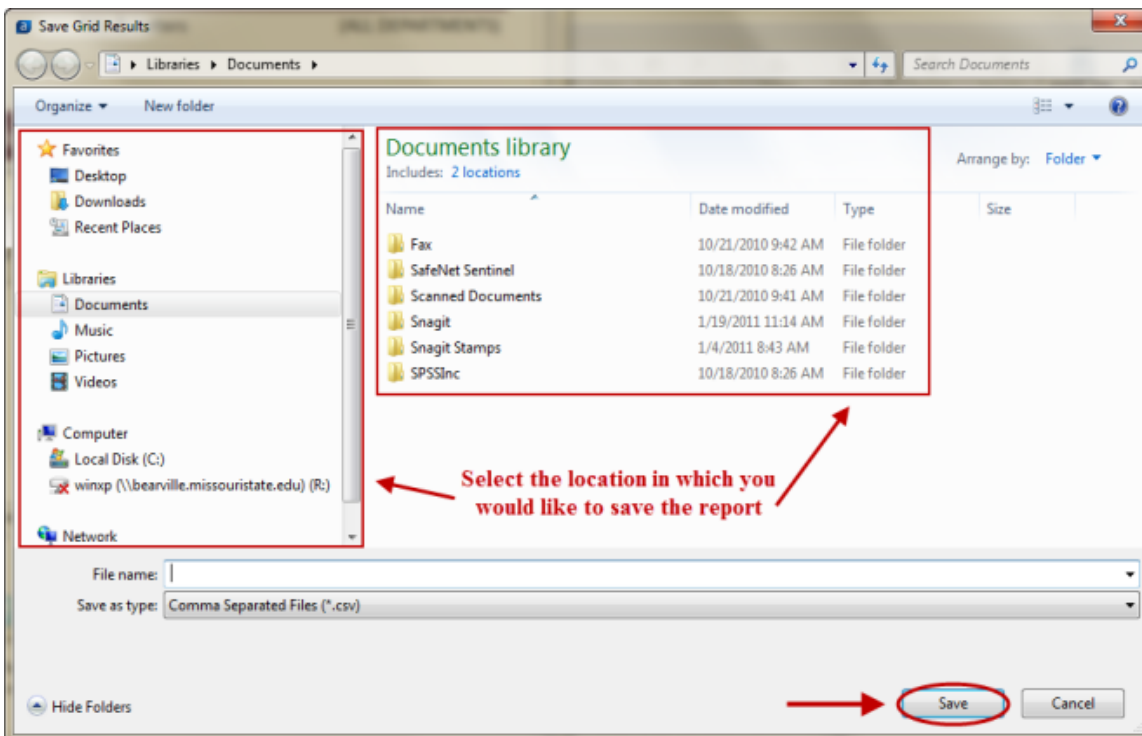 Save Grid Results
Libraries Documents
Search Documents
Organize New folder
Favorites
Desktop
Downloads
Recent Places
Libraries
Documents
Music
Pictures
Videos
Computer
Local Disk (C:)
winxp (\\bearville.missouristate.edu) (R:)
Network
Documents library
Includes: 2 locations
Arrange by: Folder
Name Date modified Type Size
Fax 10/21/2010 9:42 AM File folder
SafeNet Sentinel 10/18/2010 8:26 AM File folder
Scanned Documents 10/21/2010 9:41 AM File folder
Snagit 1/19/2011 11:14 AM File folder
Snagit Stamps 1/4/2011 8:43 AM File folder
SPSSInc 10/18/2010 8:26 AM File folder
Select the location in which you
would like to save the report
File name:
Save as type: Comma Separated Files (*.csv)
Hide Folders
Save Cancel